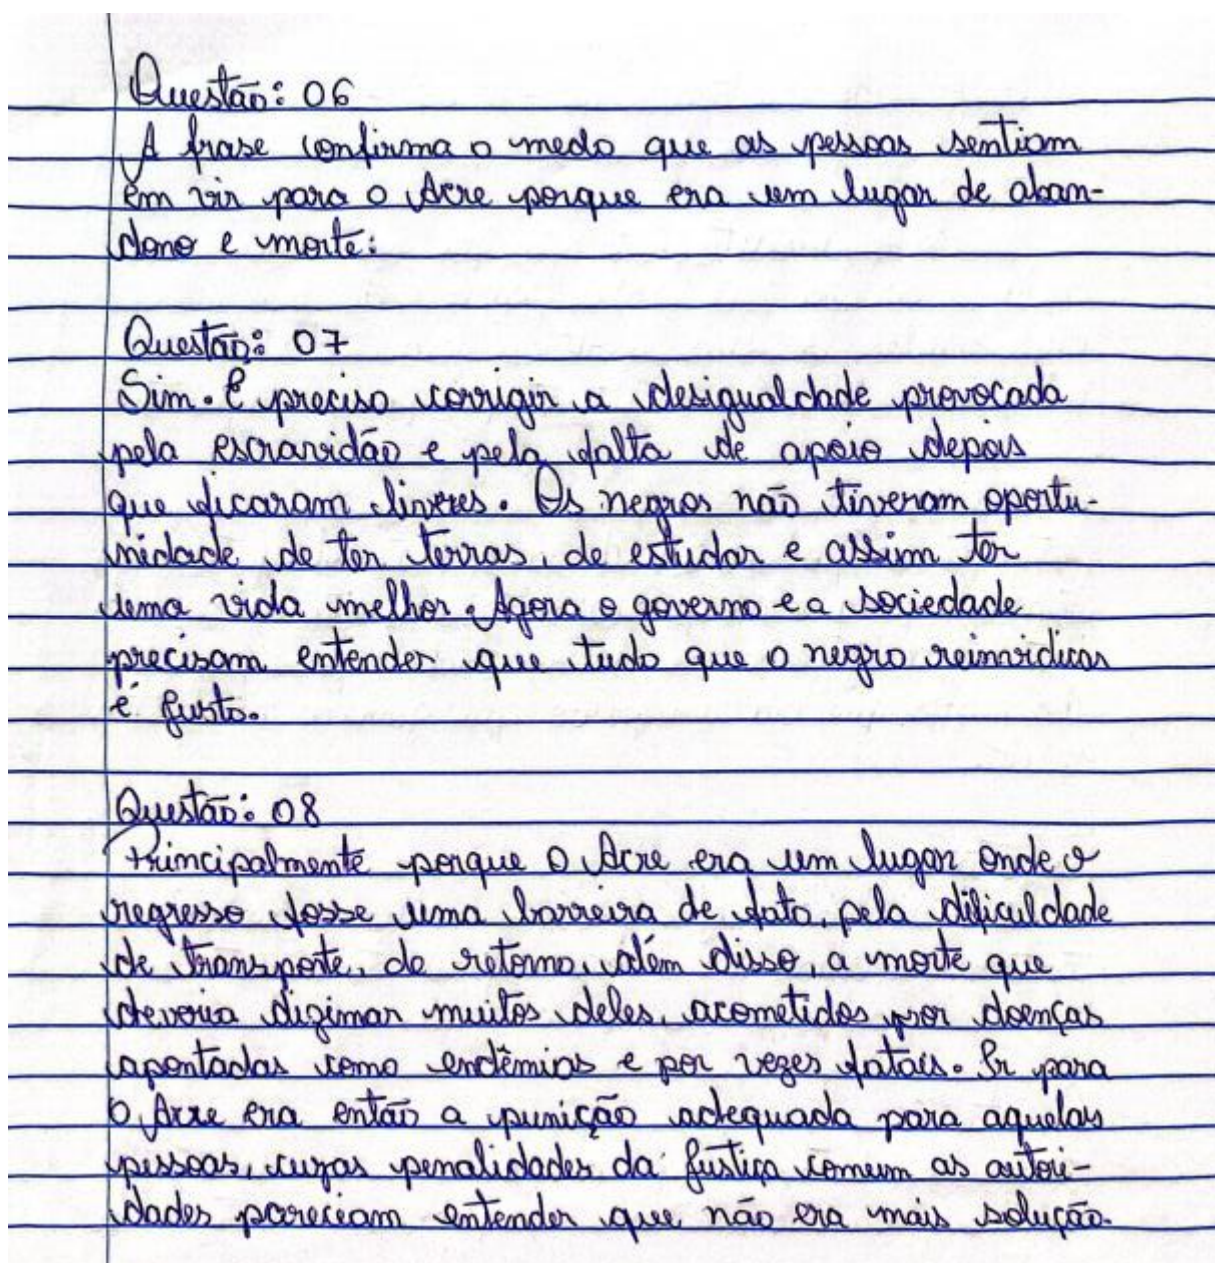 Questão: 06
A frase confirma o medo que as pessoas sentiam
em vir para o Acre porque era um lugar de aban-
dono e morte:
Questão: 07
Sim. É preciso corrigir a desigualdade provocada
pela escravidão e pela falta de apoio depois
que ficaram livres. Os negros não tiveram oportu-
nidade de ter terras, de estudar e assim ter
uma vida melhor. Agora o governo e a sociedade
precisam entender que tudo que o negro reinvidicar
é justo.
Questão: 08
Principalmente porque o Acre era um lugar onde o
regresso fosse uma barreira de fato, pela dificuldade
de transporte, de retorno, além disso, a morte que
deveria dizimar muitos deles, acometidos por doenças
apontadas como endêmias e por vezes fatais. Ir para
o Acre era então a punição adequada para aquelas
pessoas, cuzas penalidades da justiça comum as autori-
dades pareciam entender que não era mais solução.